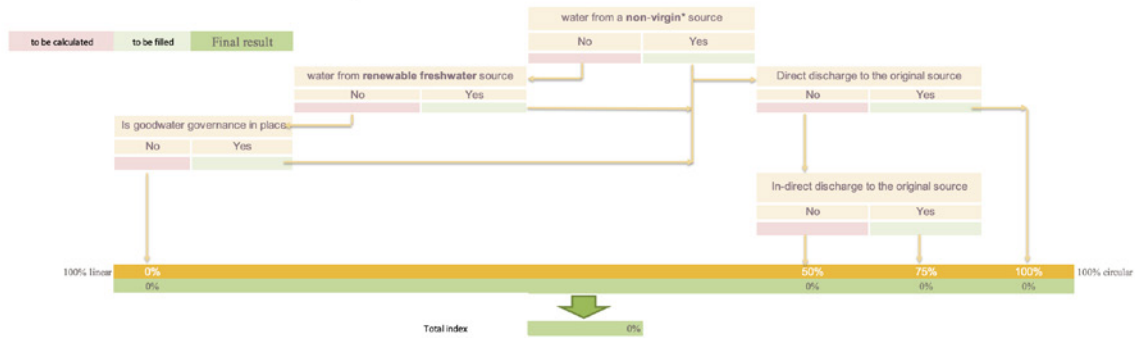 water from a non-virgin* source
No Yes
to be calculated to be filled Final result
water from renewable freshwater source
No Yes
Direct discharge to the original source
No Yes
Is goodwater governance in place
No Yes
In-direct discharge to the original source
No Yes
100% linear 0% 50% 75% 100% 100% circular
0% 0% 0% 0%
Total index 0%